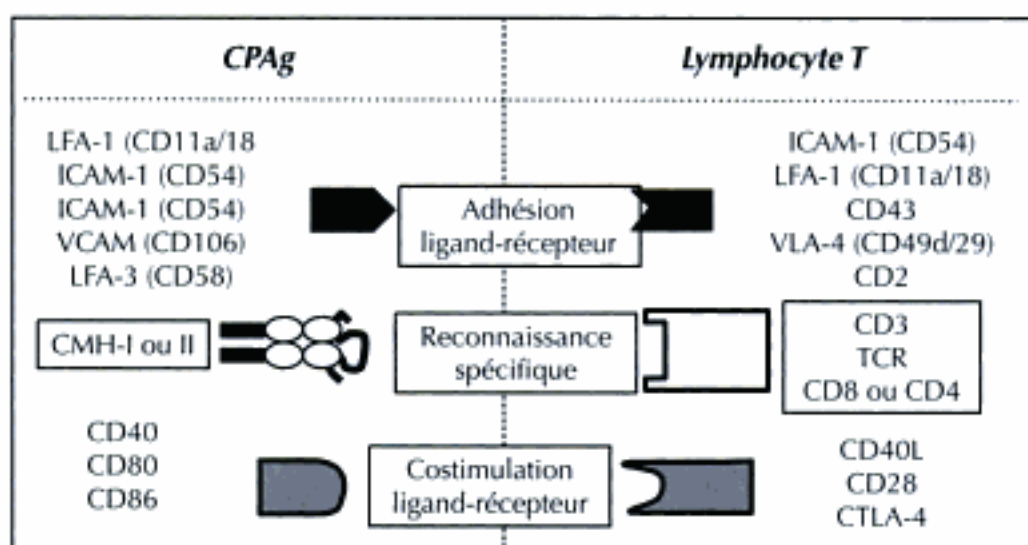 CPAg
Lymphocyte T
LFA-1 (CD11a/18
ICAM-1 (CD54)
ICAM-1 (CD54)
VCAM (CD106)
LFA-3 (CD58)
Adhésion
ligand-récepteur
ICAM-1 (CD54)
LFA-1 (CD11a/18)
CD43
VLA-4 (CD49d/29)
CD2
CMH-I ou II
Reconnaissance
spécifique
CD3
TCR
CD8 ou CD4
CD40
CD80
CD86
Costimulation
ligand-récepteur
CD40L
CD28
CTLA-4